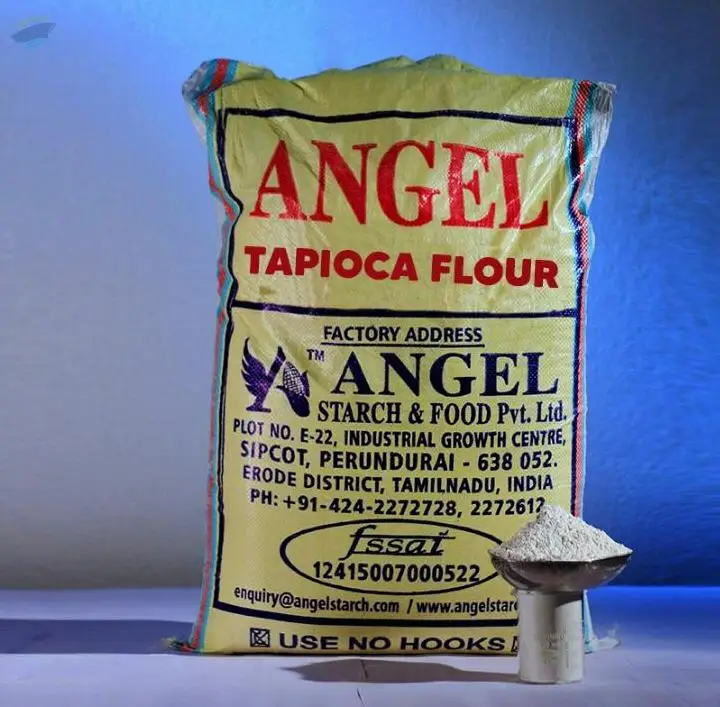 ANGEL
TAPIOCA FLOUR
FACTORY ADDRESS
TM ANGEL
STARCH & FOOD Pvt. Ltd.
PLOT NO. E-22, INDUSTRIAL GROWTH CENTRE,
SIPCOT, PERUNDURAI - 638 052.
ERODE DISTRICT, TAMILNADU, INDIA
PH: +91-424-2272728, 2272612
fssai
12415007000522
enquiry@angelstarch.com / www.angelstar
USE NO HOOKS